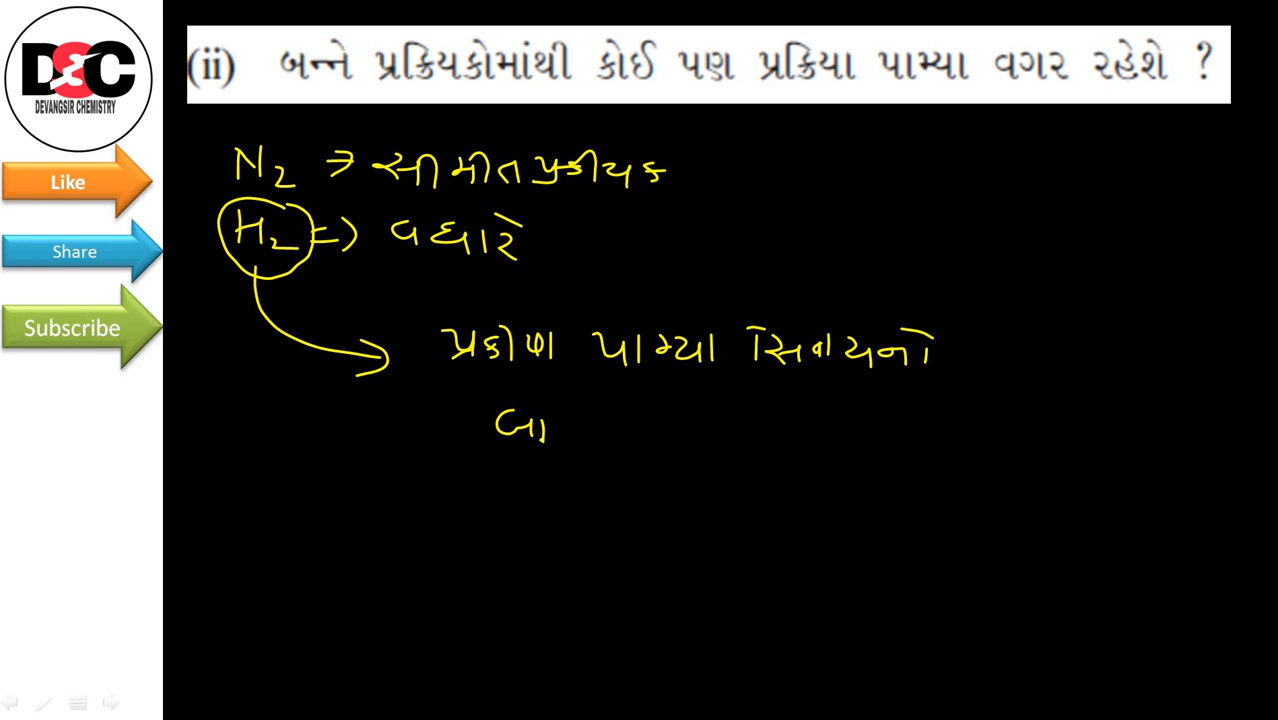 DSC
DEVANGSIR CHEMISTRY
Like
Share
Subscribe
(ii) બન્ને પ્રક્રિયકોમાંથી કોઈ પણ પ્રક્રિયા પામ્યા વગર રહેશે ?
N₂ ⇒ સીમીત પ્રક્રીયક
H₂ ⇒ વધારે
પામ્યા સિવાયનો
બા